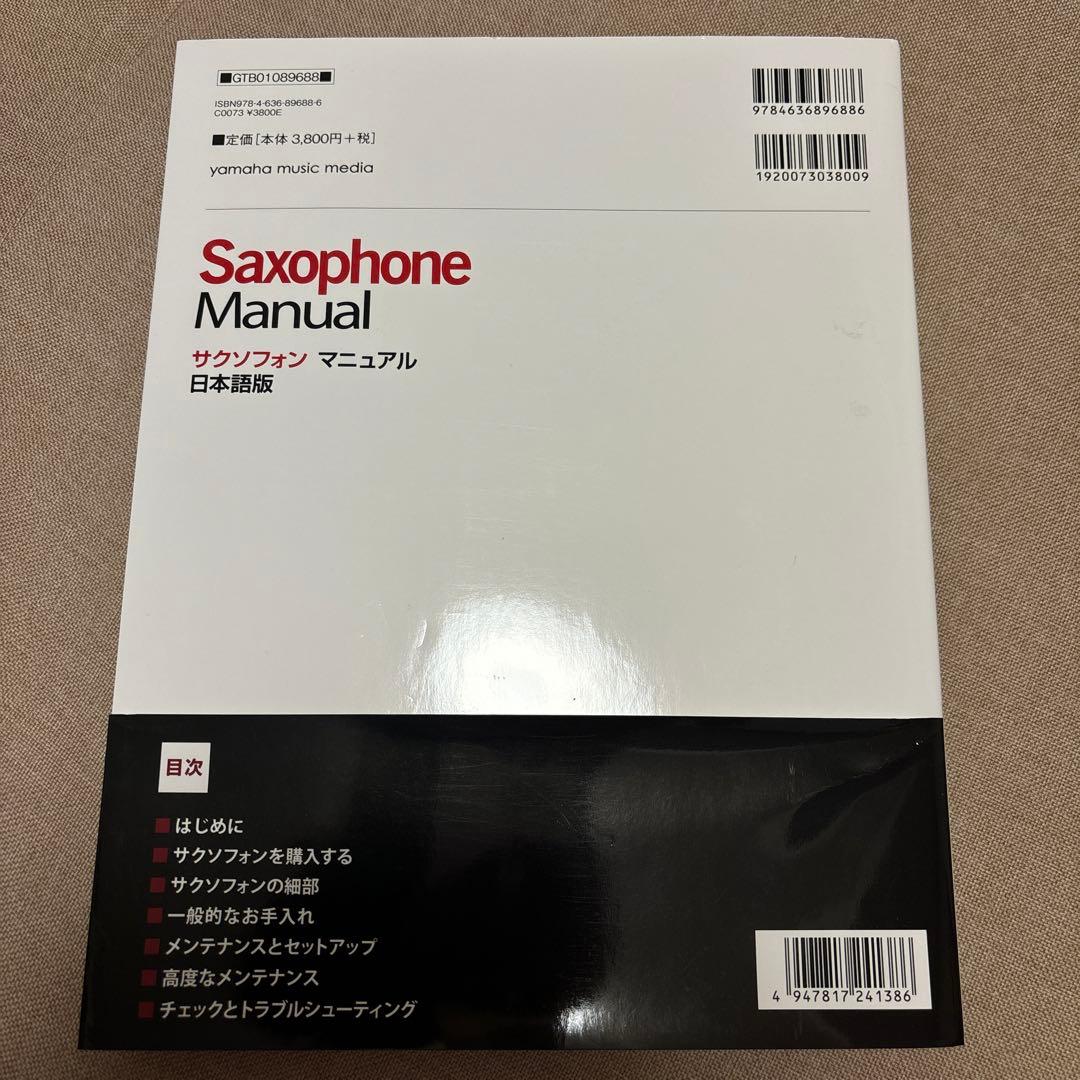 ■GTB01089688■
ISBN978-4-636-89688-6
C0073 ¥3800E
■定価[本体 3,800円+税]
yamaha music media
9784636896886
1920073038009
Saxophone
Manual
サクソフォン マニュアル
日本語版
目次
■はじめに
■サクソフォンを購入する
■サクソフォンの細部
■一般的なお手入れ
■メンテナンスとセットアップ
■高度なメンテナンス
■チェックとトラブルシューティング
4 947817 241386